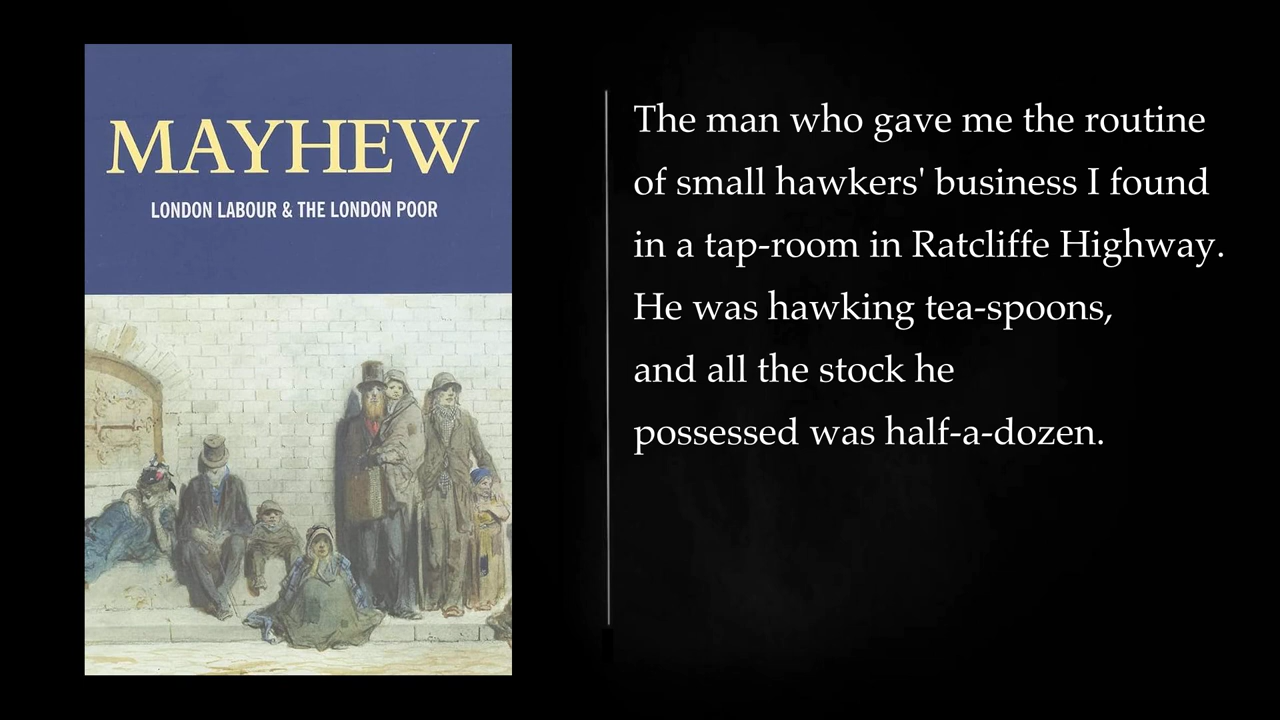 MAYHEW
LONDON LABOUR & THE LONDON POOR
The man who gave me the routine
of small hawkers' business I found
in a tap-room in Ratcliffe Highway.
He was hawking tea-spoons,
and all the stock he
possessed was half-a-dozen.